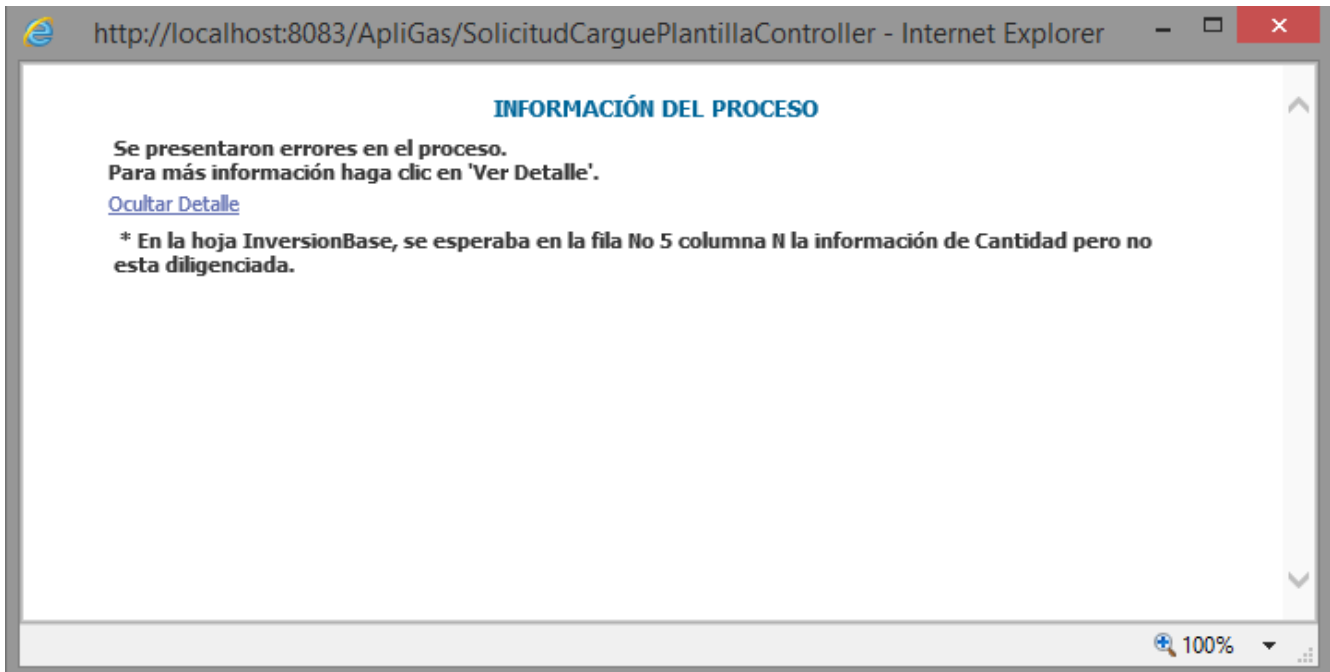 http://localhost:8083/ApliGas/SolicitudCarguePlantillaController - Internet Explorer
INFORMACIÓN DEL PROCESO
Se presentaron errores en el proceso.
Para más información haga clic en 'Ver Detalle'.
Ocultar Detalle
* En la hoja InversionBase, se esperaba en la fila No 5 columna N la información de Cantidad pero no
esta diligenciada.
100%